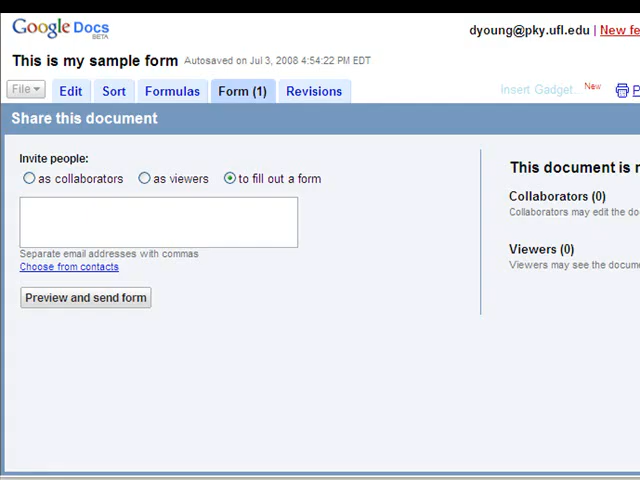 Google Docs
BETA
dyoung@pky.ufl.edu | New fe
This is my sample form Autosaved on Jul 3, 2008 4:54:22 PM EDT
File Edit Sort Formulas Form (1) Revisions Insert Gadget... New P
Share this document
Invite people:
as collaborators as viewers to fill out a form
Separate email addresses with commas
Choose from contacts
Preview and send form
This document is n
Collaborators (0)
Collaborators may edit the do
Viewers (0)
Viewers may see the docume